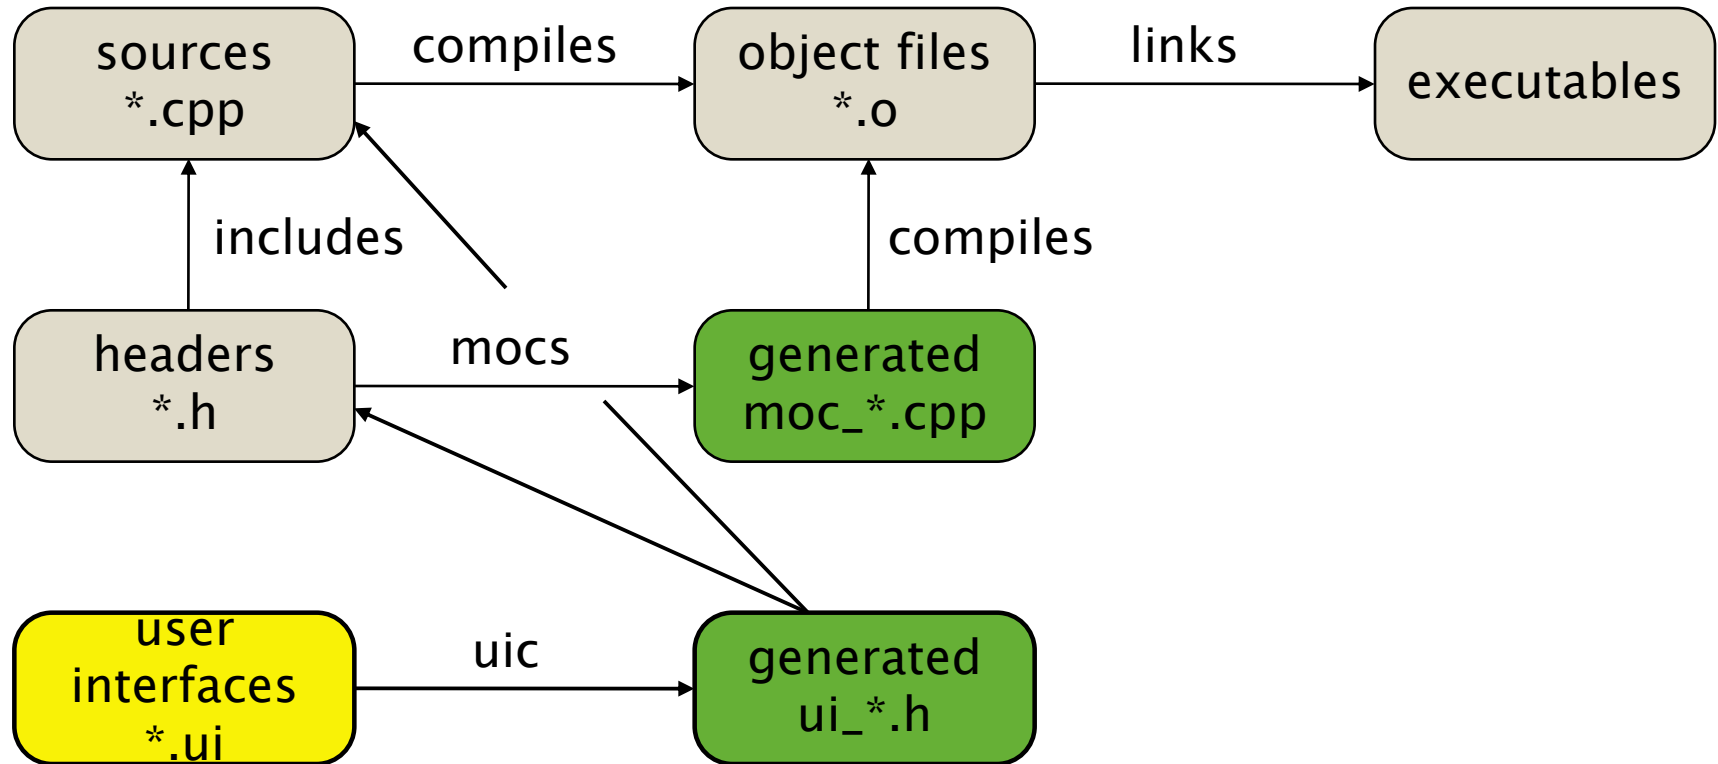 sources
*.cpp
compiles
object files
*.o
links
executables
includes
compiles
headers
*.h
mocs
generated
moc_*.cpp
user
interfaces
*.ui
uic
generated
ui_*.h